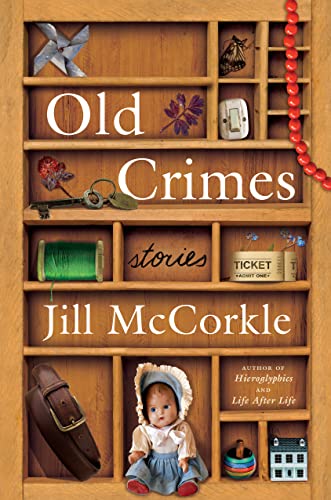 Old
Crimes
stories
TICKET
ADMIT ONE
Jill McCorkle
AUTHOR OF
Hieroglyphics
AND
Life After Life